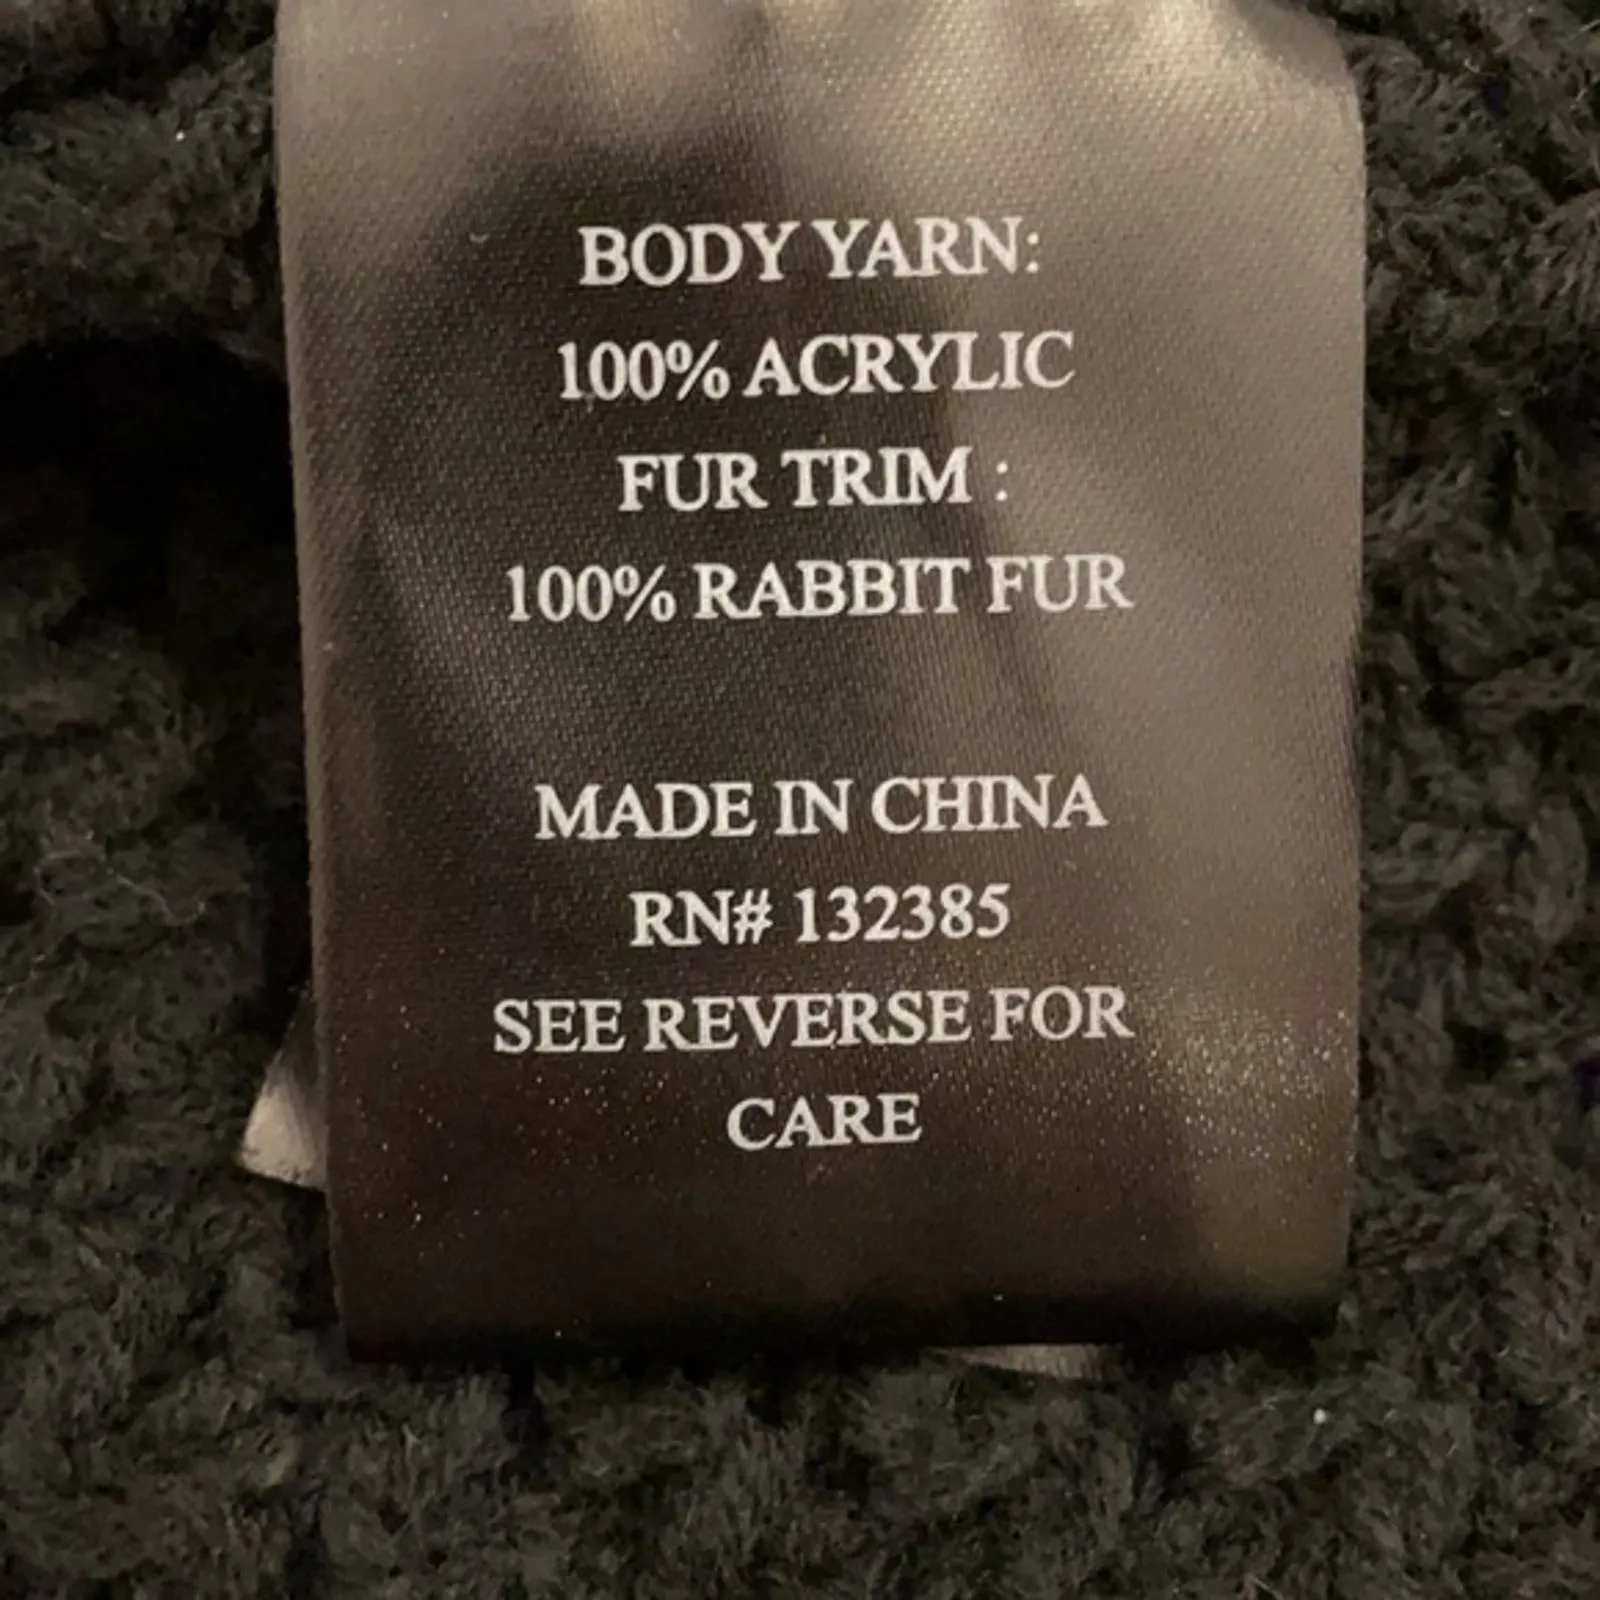 BODY YARN:
100% ACRYLIC
FUR TRIM :
100% RABBIT FUR
MADE IN CHINA
RN# 132385
SEE REVERSE FOR
CARE